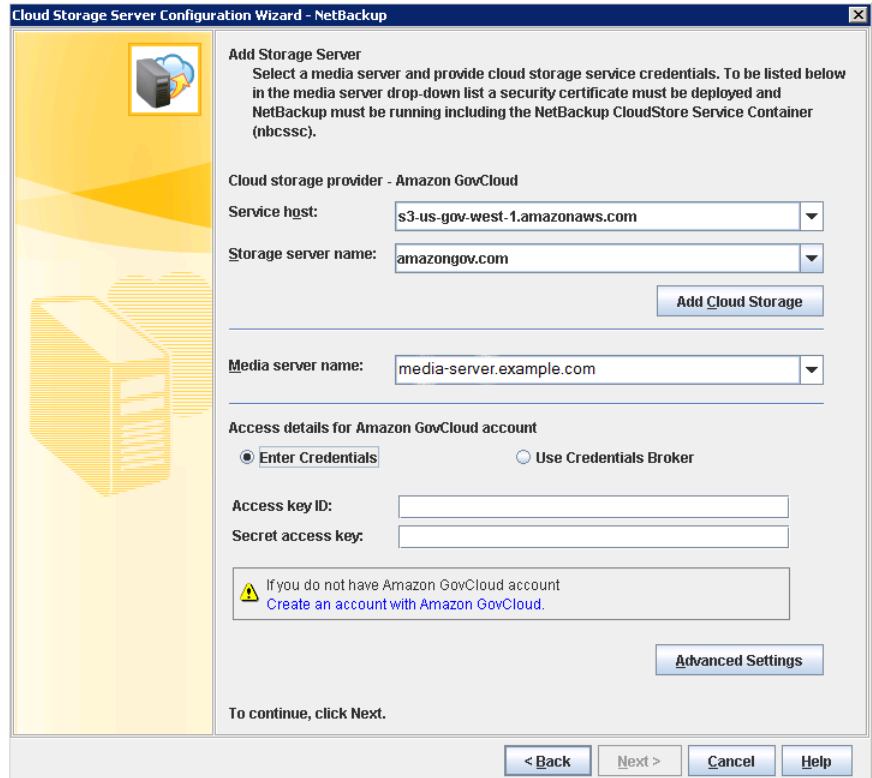 Cloud Storage Server Configuration Wizard - NetBackup
Add Storage Server
Select a media server and provide cloud storage service credentials. To be listed below
in the media server drop-down list a security certificate must be deployed and
NetBackup must be running including the NetBackup CloudStore Service Container
(nbcssc).
Cloud storage provider - Amazon GovCloud
Service host: s3-us-gov-west-1.amazonaws.com
Storage server name: amazongov.com
Add Cloud Storage
Media server name: media-server.example.com
Access details for Amazon GovCloud account
Enter Credentials Use Credentials Broker
Access key ID:
Secret access key:
If you do not have Amazon GovCloud account
Create an account with Amazon GovCloud.
Advanced Settings
To continue, click Next.
< Back Next > Cancel Help